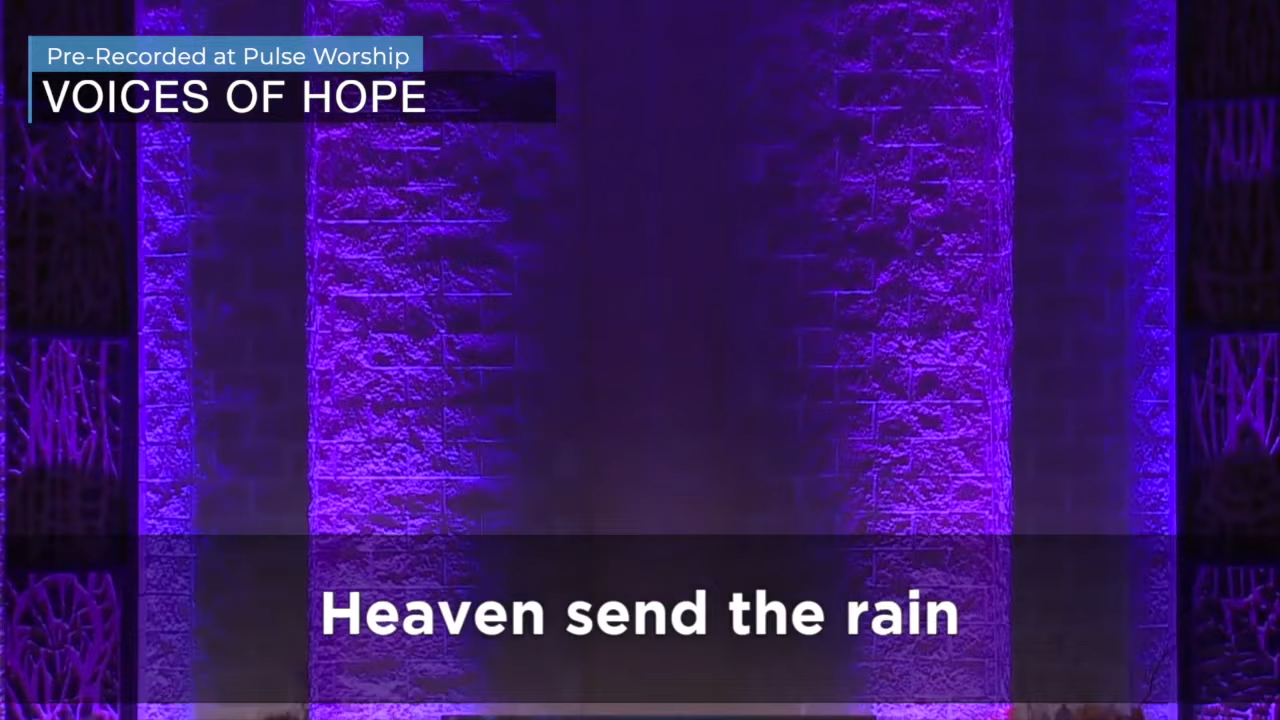 Pre-Recorded at Pulse Worship
VOICES OF HOPE
Heaven send the rain